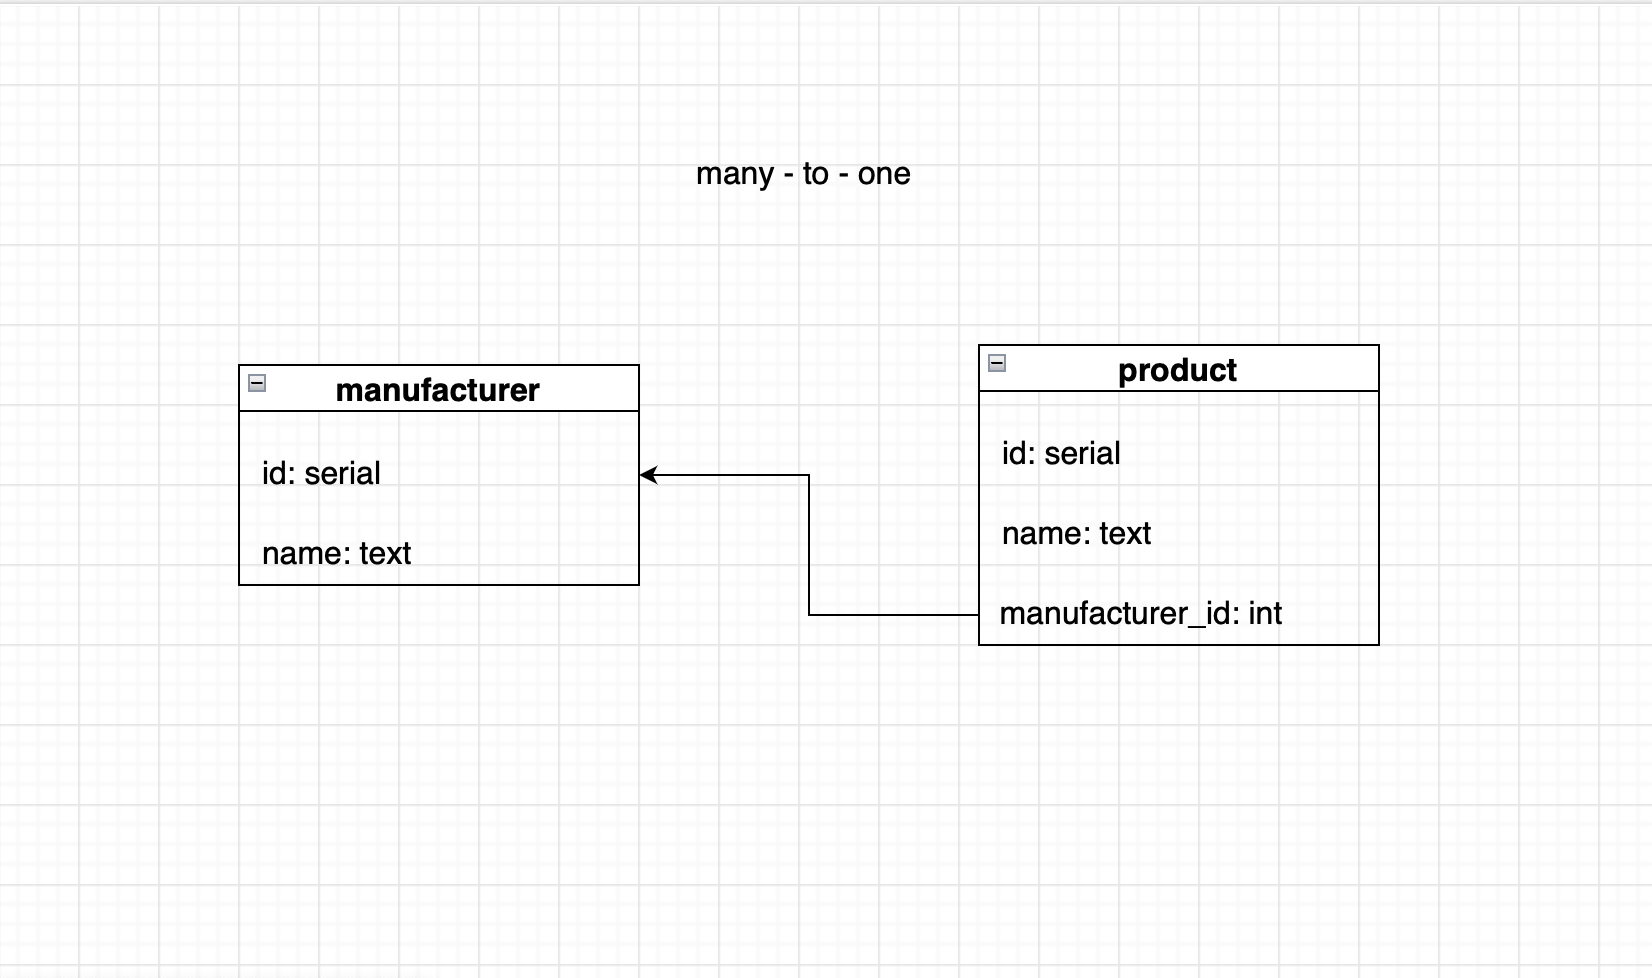 many - to - one
manufacturer
id: serial
name: text
product
id: serial
name: text
manufacturer_id: int